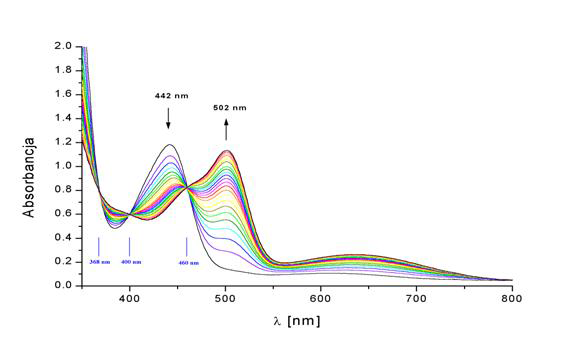 2.0
1.8
1.6
1.4
1.2
1.0
0.8
0.6
0.4
0.2
0.0
Absorbancja
442 nm
502 nm
368 nm 400 nm 460 nm
400 500 600 700 800
λ [nm]